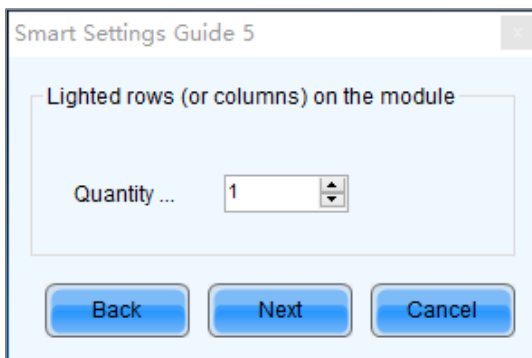 Smart Settings Guide 5
x
Lighted rows (or columns) on the module
Quantity ...
1
Back
Next
Cancel